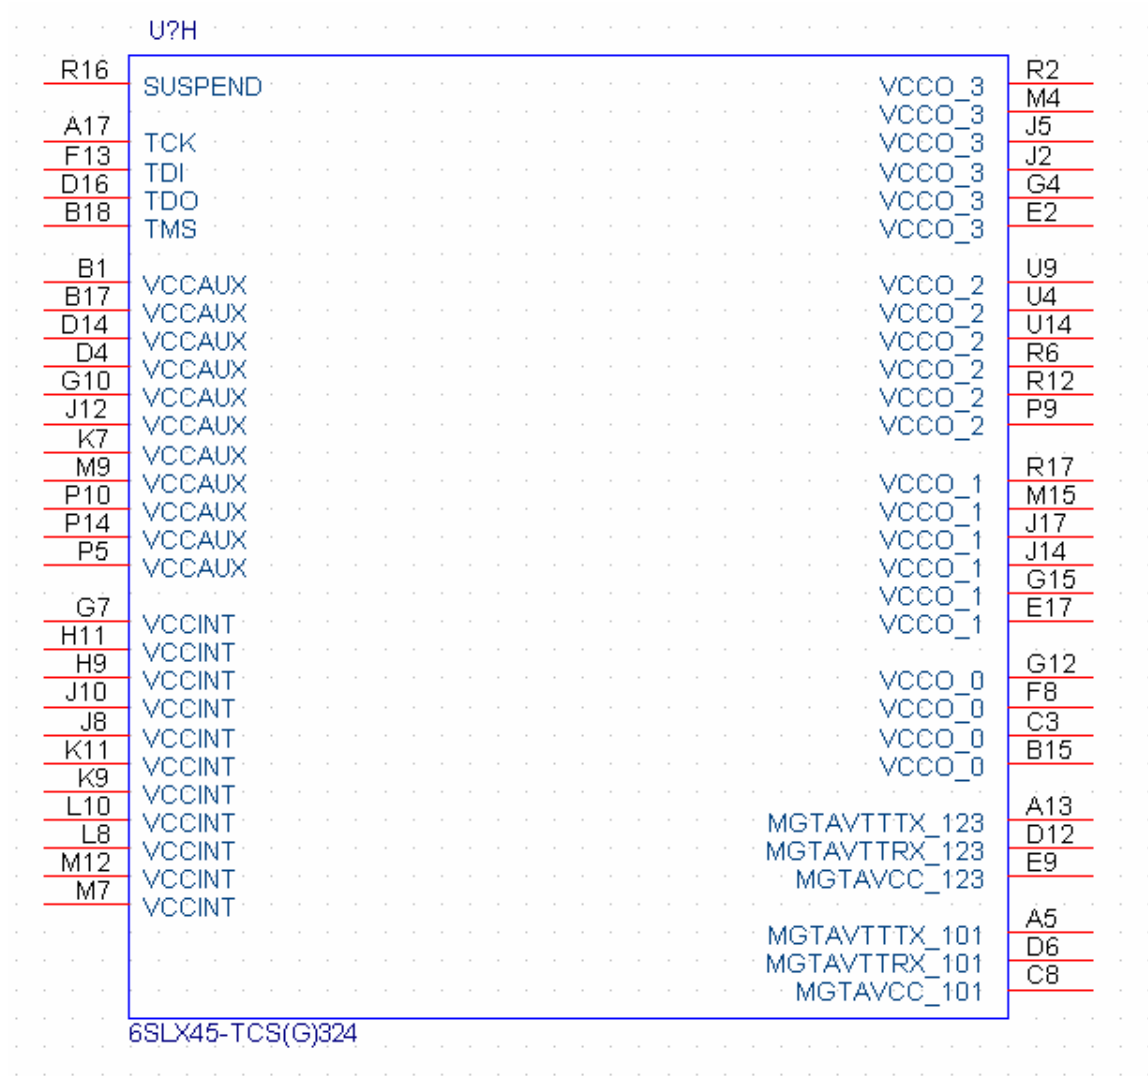 U?H
R16 SUSPEND
A17 TCK
F13 TDI
D16 TDO
B18 TMS
B1 VCCAUX
B17 VCCAUX
D14 VCCAUX
D4 VCCAUX
G10 VCCAUX
J12 VCCAUX
K7 VCCAUX
M9 VCCAUX
P10 VCCAUX
P14 VCCAUX
P5 VCCAUX
G7 VCCINT
H11 VCCINT
H9 VCCINT
J10 VCCINT
J8 VCCINT
K11 VCCINT
K9 VCCINT
L10 VCCINT
L8 VCCINT
M12 VCCINT
M7 VCCINT
VCCO_3 R2
VCCO_3 M4
VCCO_3 J5
VCCO_3 J2
VCCO_3 G4
VCCO_3 E2
VCCO_2 U9
VCCO_2 U4
VCCO_2 U14
VCCO_2 R6
VCCO_2 R12
VCCO_2 P9
VCCO_1 R17
VCCO_1 M15
VCCO_1 J17
VCCO_1 J14
VCCO_1 G15
VCCO_1 E17
VCCO_0 G12
VCCO_0 F8
VCCO_0 C3
VCCO_0 B15
MGTAVTTTX_123 A13
MGTAVTTRX_123 D12
MGTAVCC_123 E9
MGTAVTTTX_101 A5
MGTAVTTRX_101 D6
MGTAVCC_101 C8
6SLX45-TCS(G)324